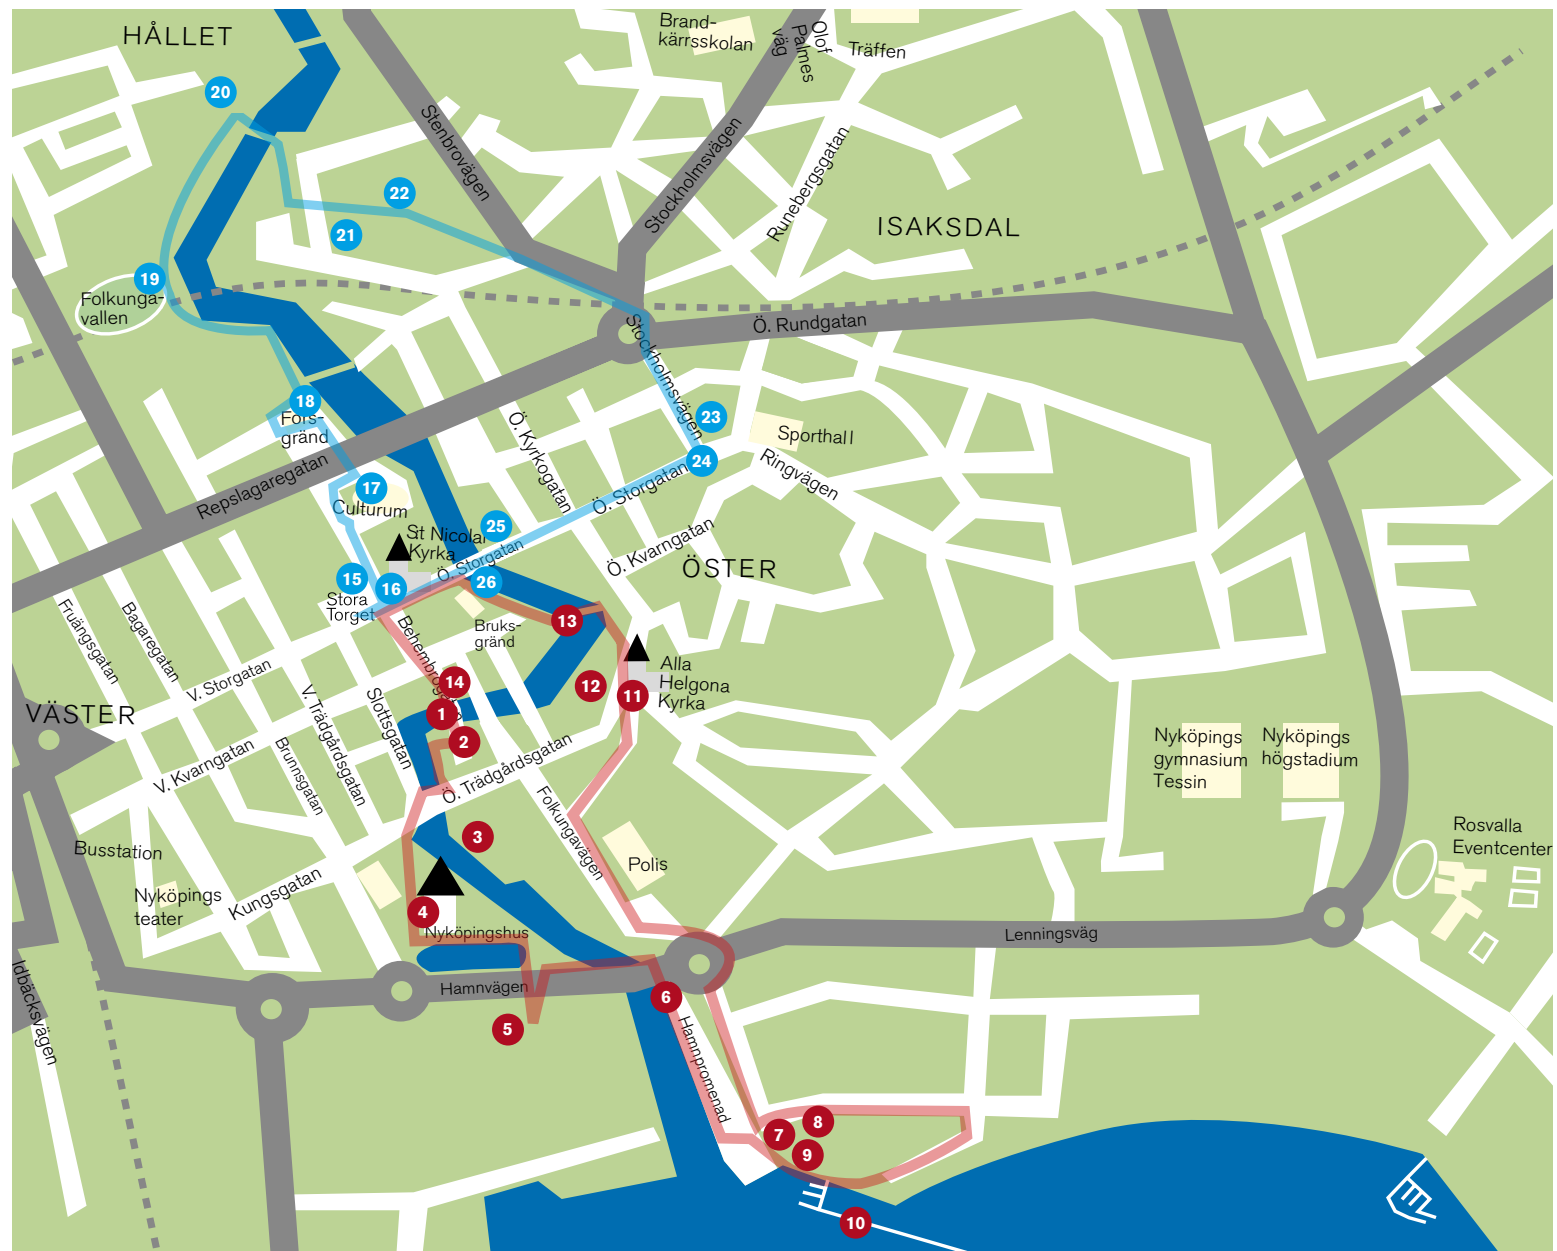 HÅLLET
Brand-
kärrsskolan
Olof
Palmes
väg
Träffen
20
Stenbrovägen
Stockholmsvägen
Runebergsgatan
22
21
ISAKSDAL
19
Folkunga-
vallen
Stockholmsvägen
Ö. Rundgatan
18
Fors-
gränd
Ö. Kyrkogatan
23
Sporthall
24
Ringvägen
Repslagaregatan
17
Culturum
Ö. Storgatan
25
St Nicolai
Kyrka
Ö. Storgatan
Ö. Kvarngatan
ÖSTER
15
16
26
Stora
Torget
Fruängsgatan
Bagaregatan
Behembrogatan
Bruks-
gränd
13
V. Storgatan
V. Trädgårdsgatan
Slottsgatan
14
12
11
Alla
Helgona
Kyrka
VÄSTER
1
2
V. Kvarngatan
Brunnsgatan
Ö. Trädgårdsgatan
Nyköpings
gymnasium
Tessin
Nyköpings
högstadium
Folkungavägen
3
Busstation
Polis
Rosvalla
Eventcenter
Nyköpings
teater
Kungsgatan
4
Nyköpingshus
Lenningsväg
Idbäcksvägen
Hamnvägen
6
5
Hamnpromenad
7
8
9
10